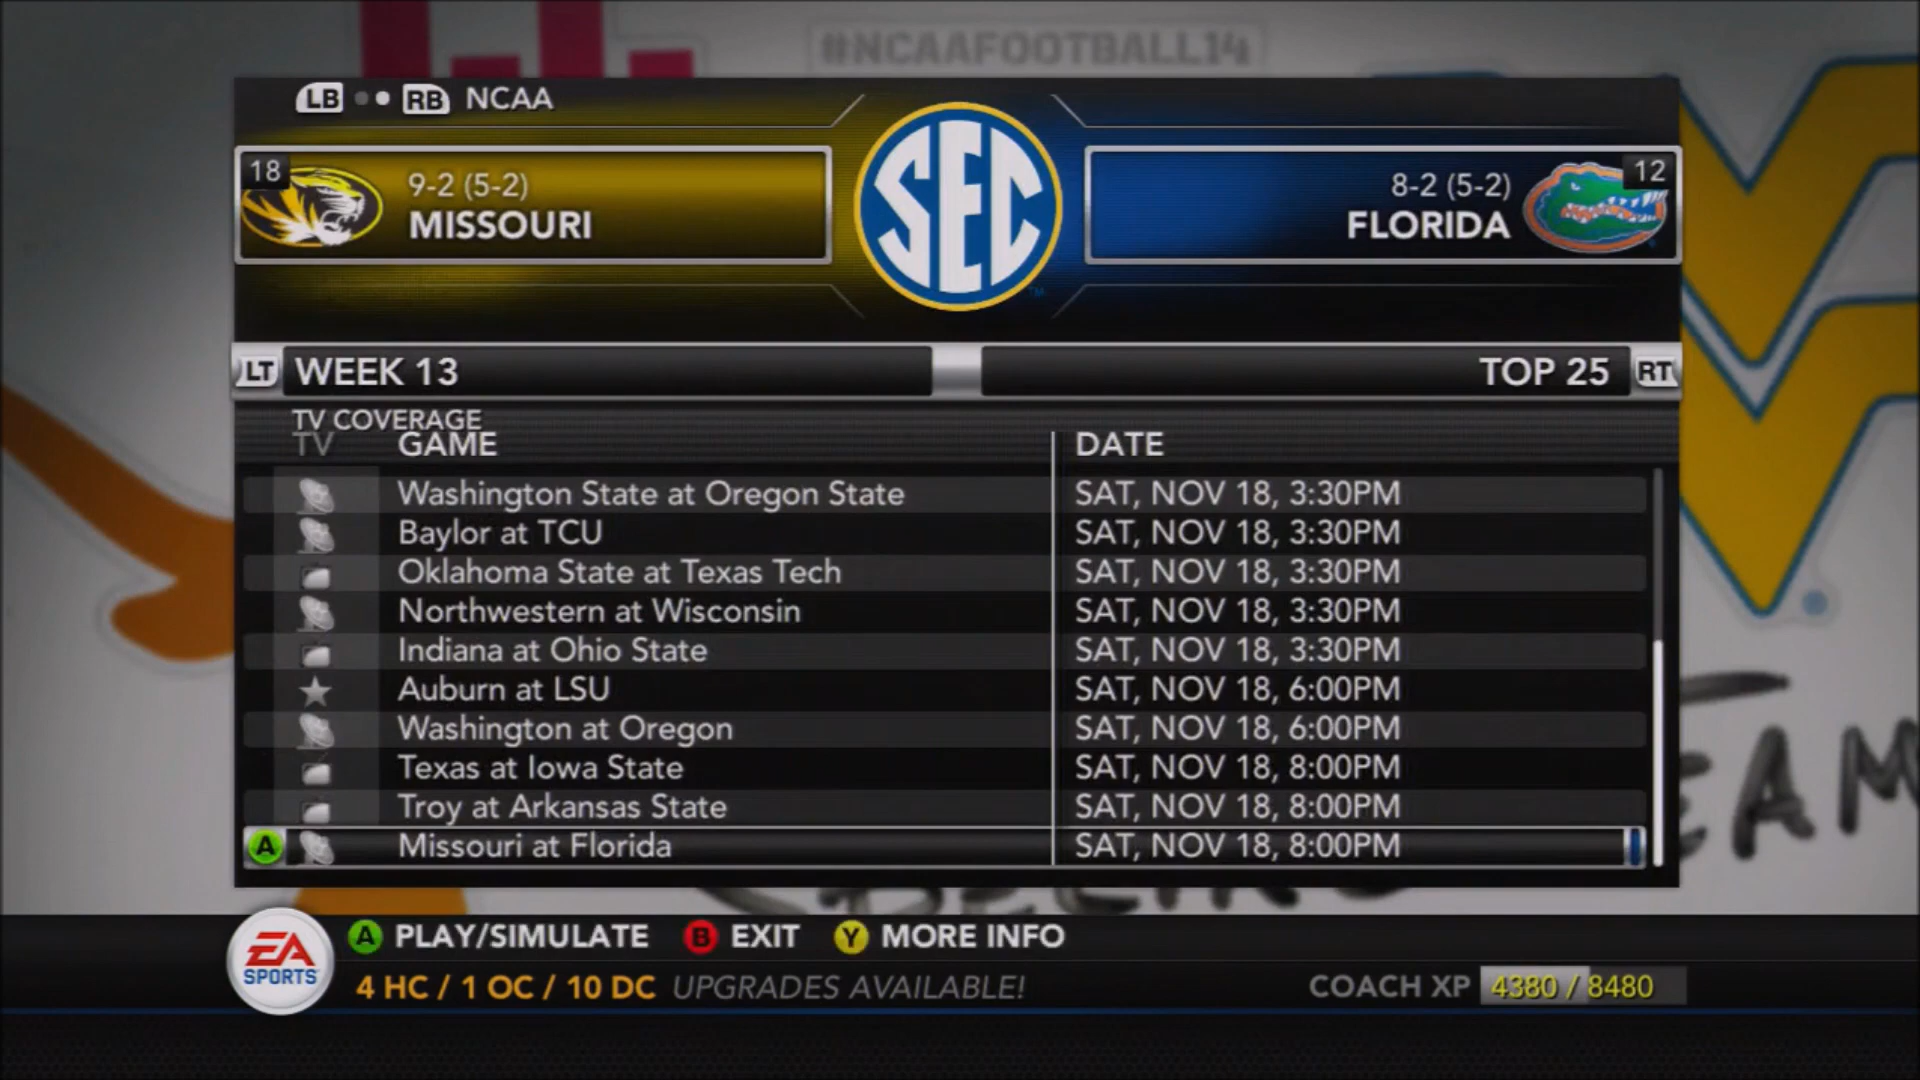 #NCAAFOOTBALL14
LB RB NCAA
18 9-2 (5-2)
MISSOURI
SEC
TM
8-2 (5-2) 12
FLORIDA
LT WEEK 13
TOP 25 RT
TV COVERAGE
TV GAME DATE
Washington State at Oregon State SAT, NOV 18, 3:30PM
Baylor at TCU SAT, NOV 18, 3:30PM
Oklahoma State at Texas Tech SAT, NOV 18, 3:30PM
Northwestern at Wisconsin SAT, NOV 18, 3:30PM
Indiana at Ohio State SAT, NOV 18, 3:30PM
Auburn at LSU SAT, NOV 18, 6:00PM
Washington at Oregon SAT, NOV 18, 6:00PM
Texas at Iowa State SAT, NOV 18, 8:00PM
Troy at Arkansas State SAT, NOV 18, 8:00PM
A Missouri at Florida SAT, NOV 18, 8:00PM
EA SPORTS
A PLAY/SIMULATE B EXIT Y MORE INFO
4 HC / 1 OC / 10 DC UPGRADES AVAILABLE!
COACH XP 4380 / 8480